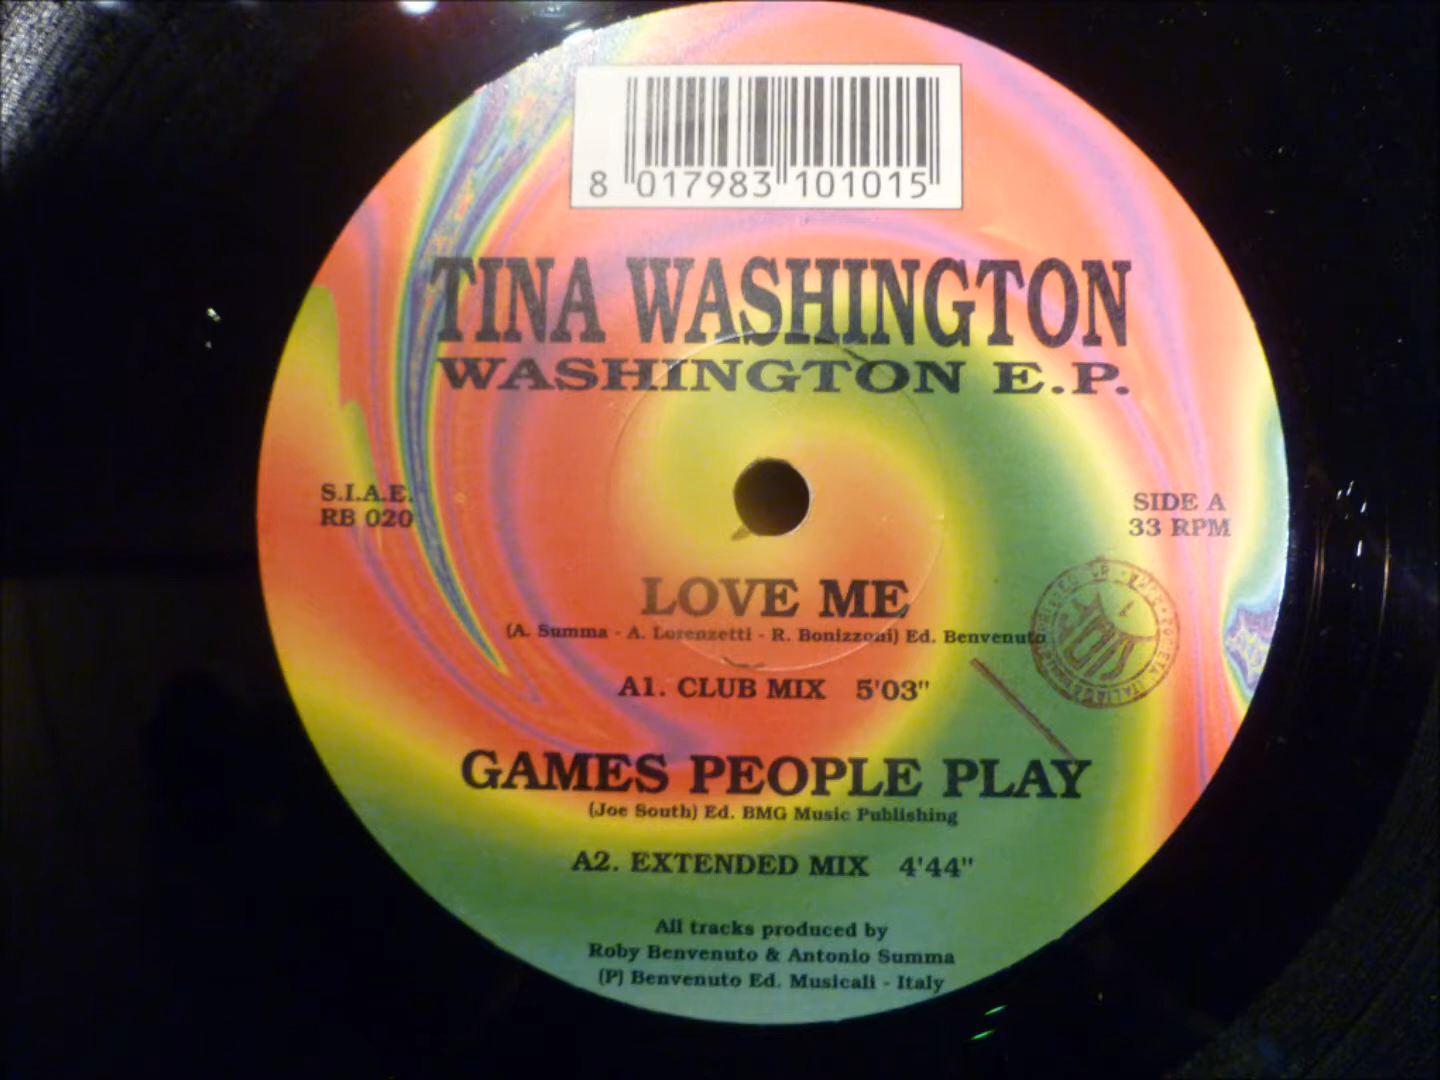 8 017983 101015
TINA WASHINGTON
WASHINGTON E.P.
S.I.A.E.
RB 020
SIDE A
33 RPM
LOVE ME
(A. Summa - A. Lorenzetti - R. Bonizzoni) Ed. Benvenuto
A1. CLUB MIX 5'03"
GAMES PEOPLE PLAY
(Joe South) Ed. BMG Music Publishing
A2. EXTENDED MIX 4'44"
All tracks produced by
Roby Benvenuto & Antonio Summa
(P) Benvenuto Ed. Musicali - Italy